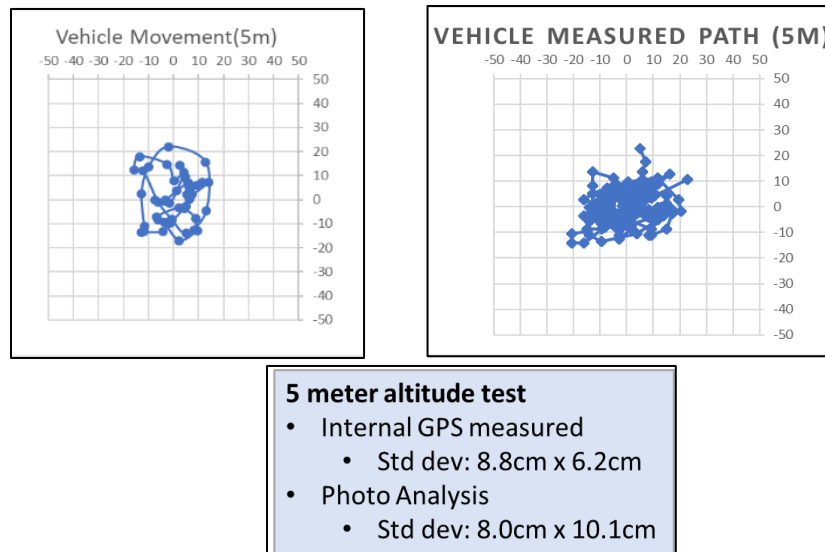 Vehicle Movement(5m)
-50 -40 -30 -20 -10 0 10 20 30 40 50
50
40
30
20
10
0
-10
-20
-30
-40
-50
VEHICLE MEASURED PATH (5M)
-50 -40 -30 -20 -10 0 10 20 30 40 50
50
40
30
20
10
0
-10
-20
-30
-40
-50
5 meter altitude test
• Internal GPS measured
• Std dev: 8.8cm x 6.2cm
• Photo Analysis
• Std dev: 8.0cm x 10.1cm